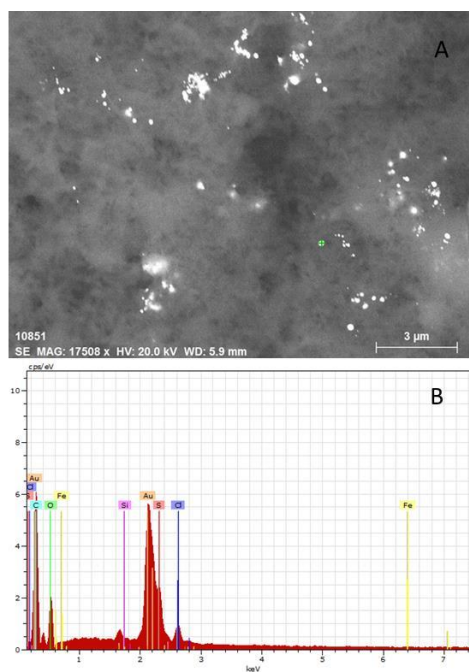 A
10851
SE MAG: 17508 x HV: 20.0 kV WD: 5.9 mm
3 µm
cps/eV
B
10
8
6
4
2
0
Au
Cl
S
C
O
Fe
Si
Au
S
Cl
Fe
1
2
3
4
5
6
7
keV